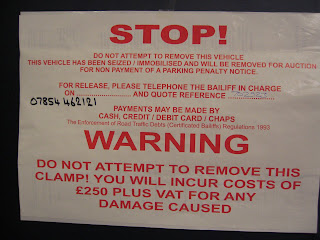 STOP!
DO NOT ATTEMPT TO REMOVE THIS VEHICLE
THIS VEHICLE HAS BEEN SEIZED / IMMOBILISED AND WILL BE REMOVED FOR AUCTION
FOR NON PAYMENT OF A PARKING PENALTY NOTICE.
FOR RELEASE, PLEASE TELEPHONE THE BAILIFF IN CHARGE
ON ........................ AND QUOTE REFERENCE ....................
07854 462121
PAYMENTS MAY BE MADE BY
CASH, CREDIT / DEBIT CARD / CHAPS
The Enforcement of Road Traffic Debts (Certificated Bailiffs) Regulations 1993
WARNING
DO NOT ATTEMPT TO REMOVE THIS
CLAMP! YOU WILL INCUR COSTS OF
£250 PLUS VAT FOR ANY
DAMAGE CAUSED